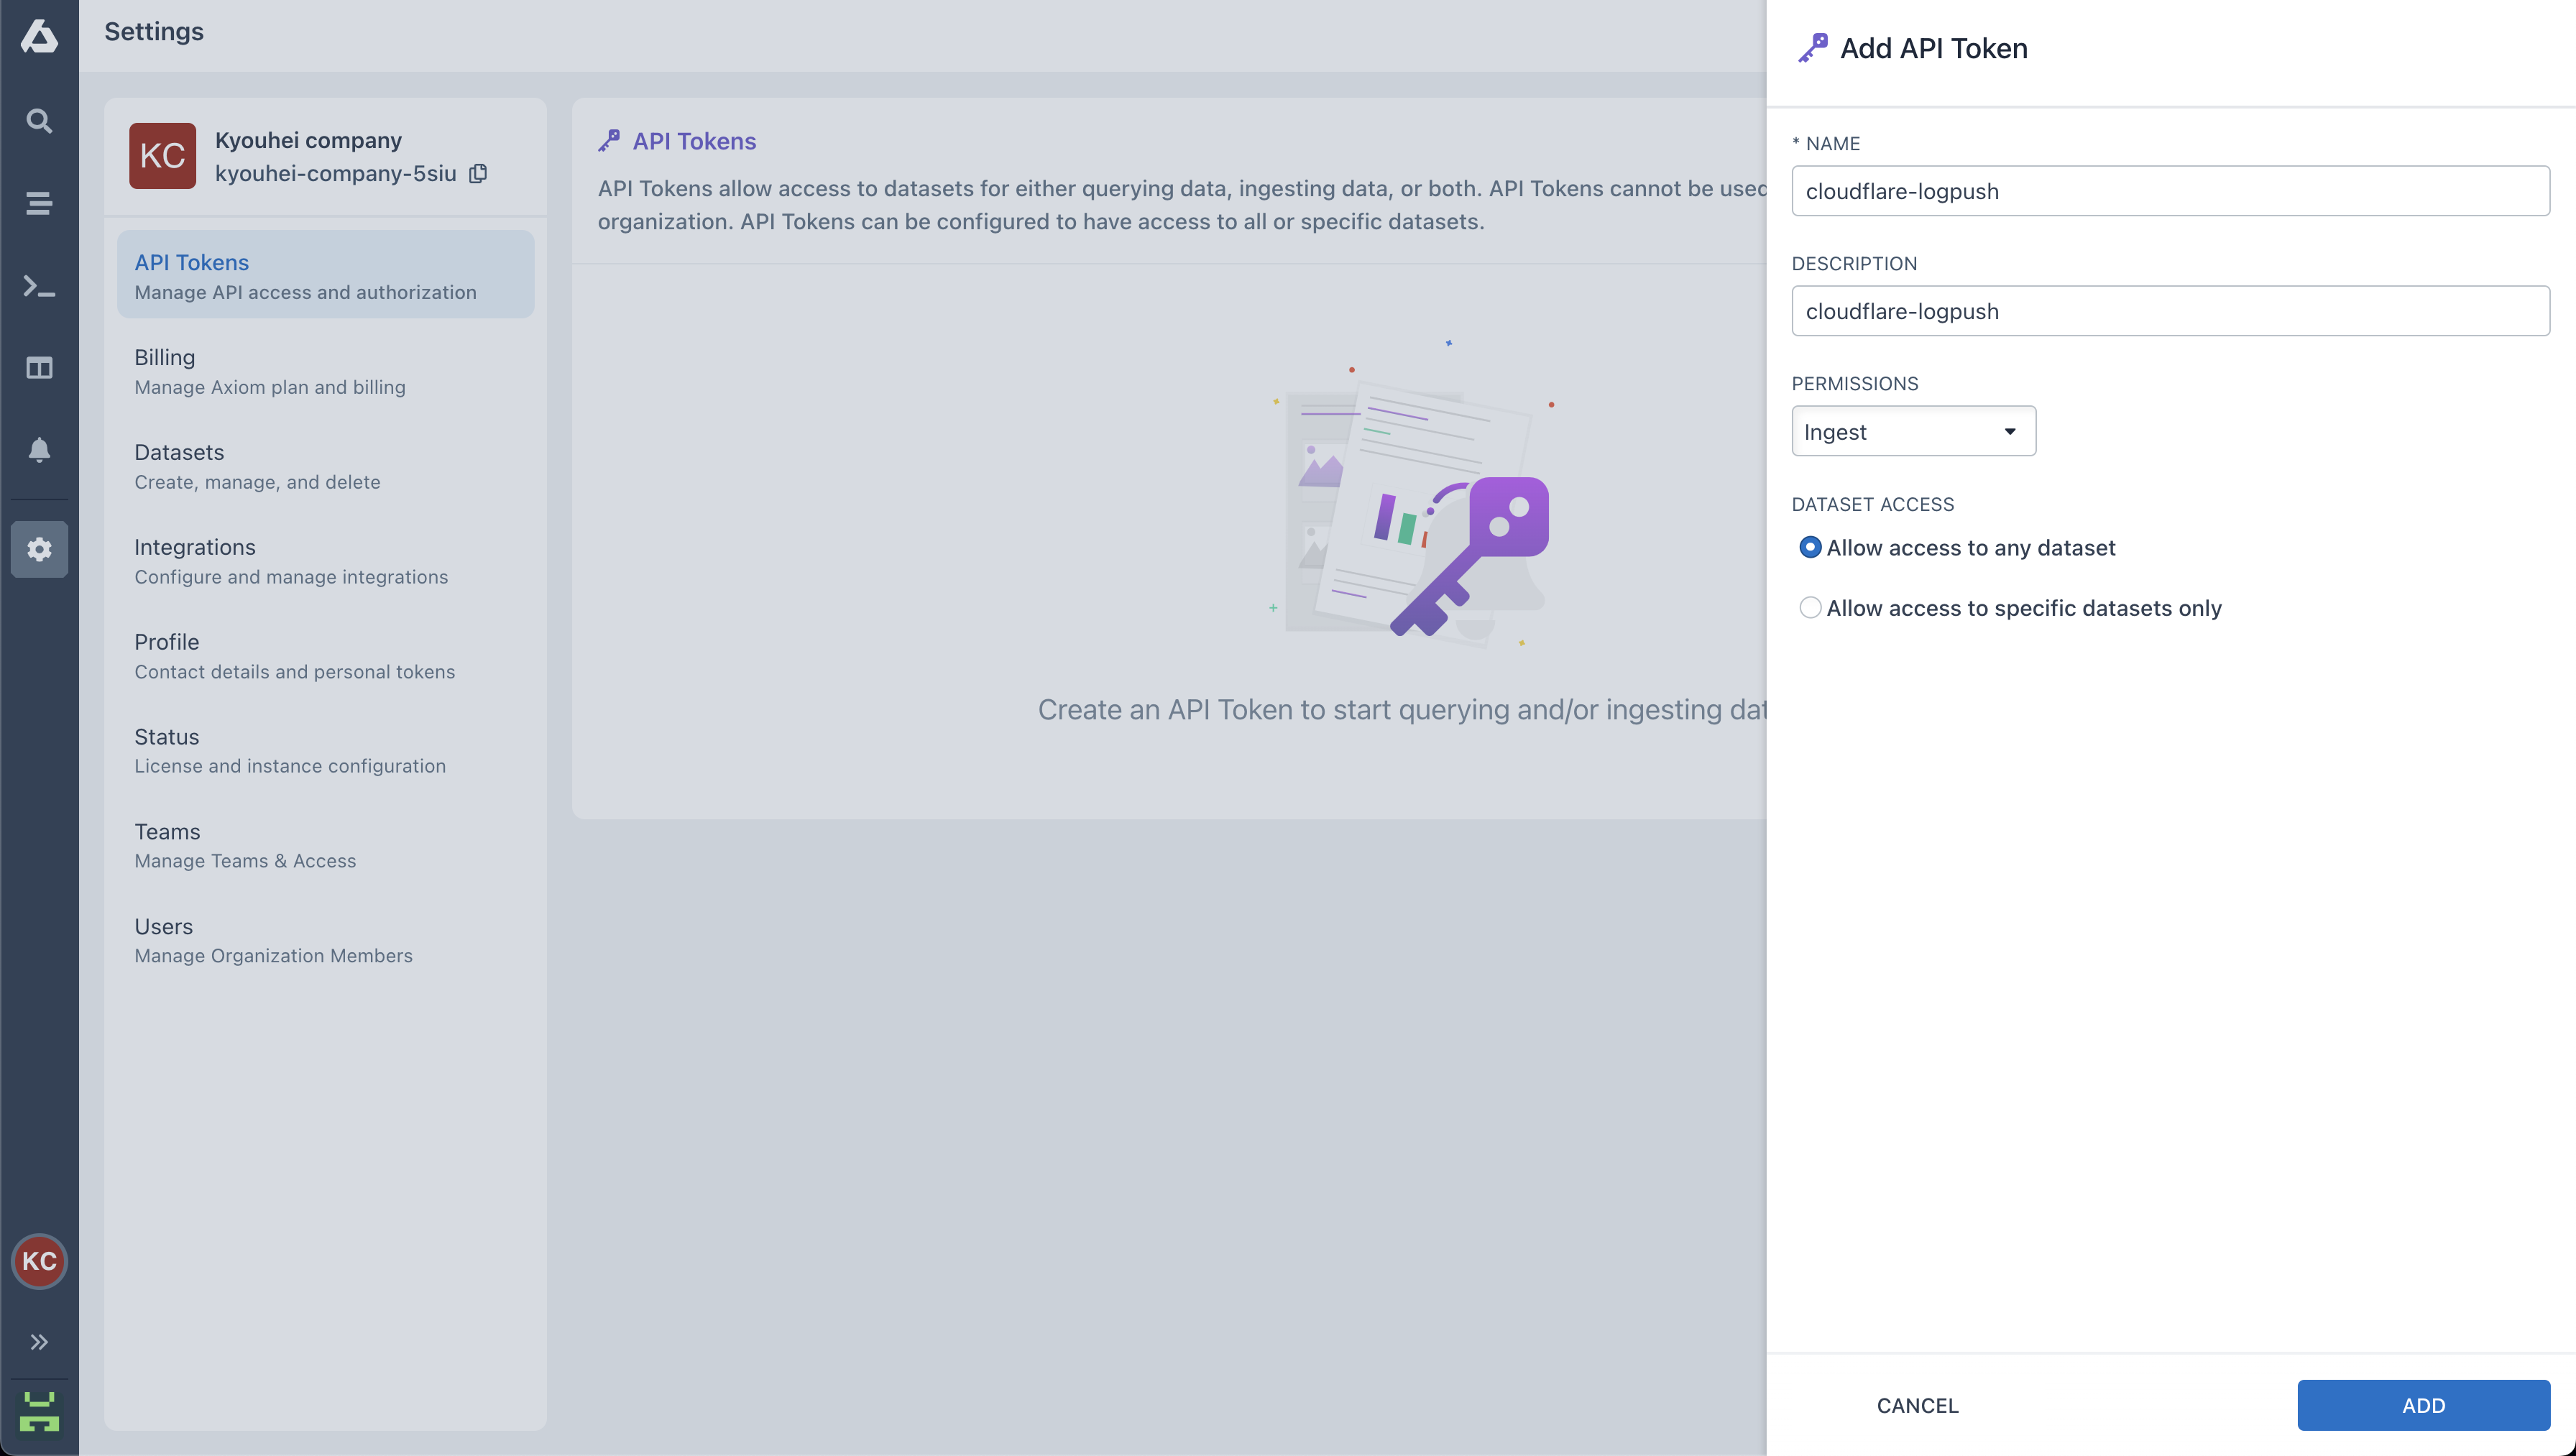 Settings
KC
Kyouhei company
kyouhei-company-5siu
API Tokens
Manage API access and authorization
Billing
Manage Axiom plan and billing
Datasets
Create, manage, and delete
Integrations
Configure and manage integrations
Profile
Contact details and personal tokens
Status
License and instance configuration
Teams
Manage Teams & Access
Users
Manage Organization Members
KC
API Tokens
API Tokens allow access to datasets for either querying data, ingesting data, or both. API Tokens cannot be used
organization. API Tokens can be configured to have access to all or specific datasets.
Create an API Token to start querying and/or ingesting dat
Add API Token
* NAME
cloudflare-logpush
DESCRIPTION
cloudflare-logpush
PERMISSIONS
Ingest
DATASET ACCESS
Allow access to any dataset
Allow access to specific datasets only
CANCEL
ADD